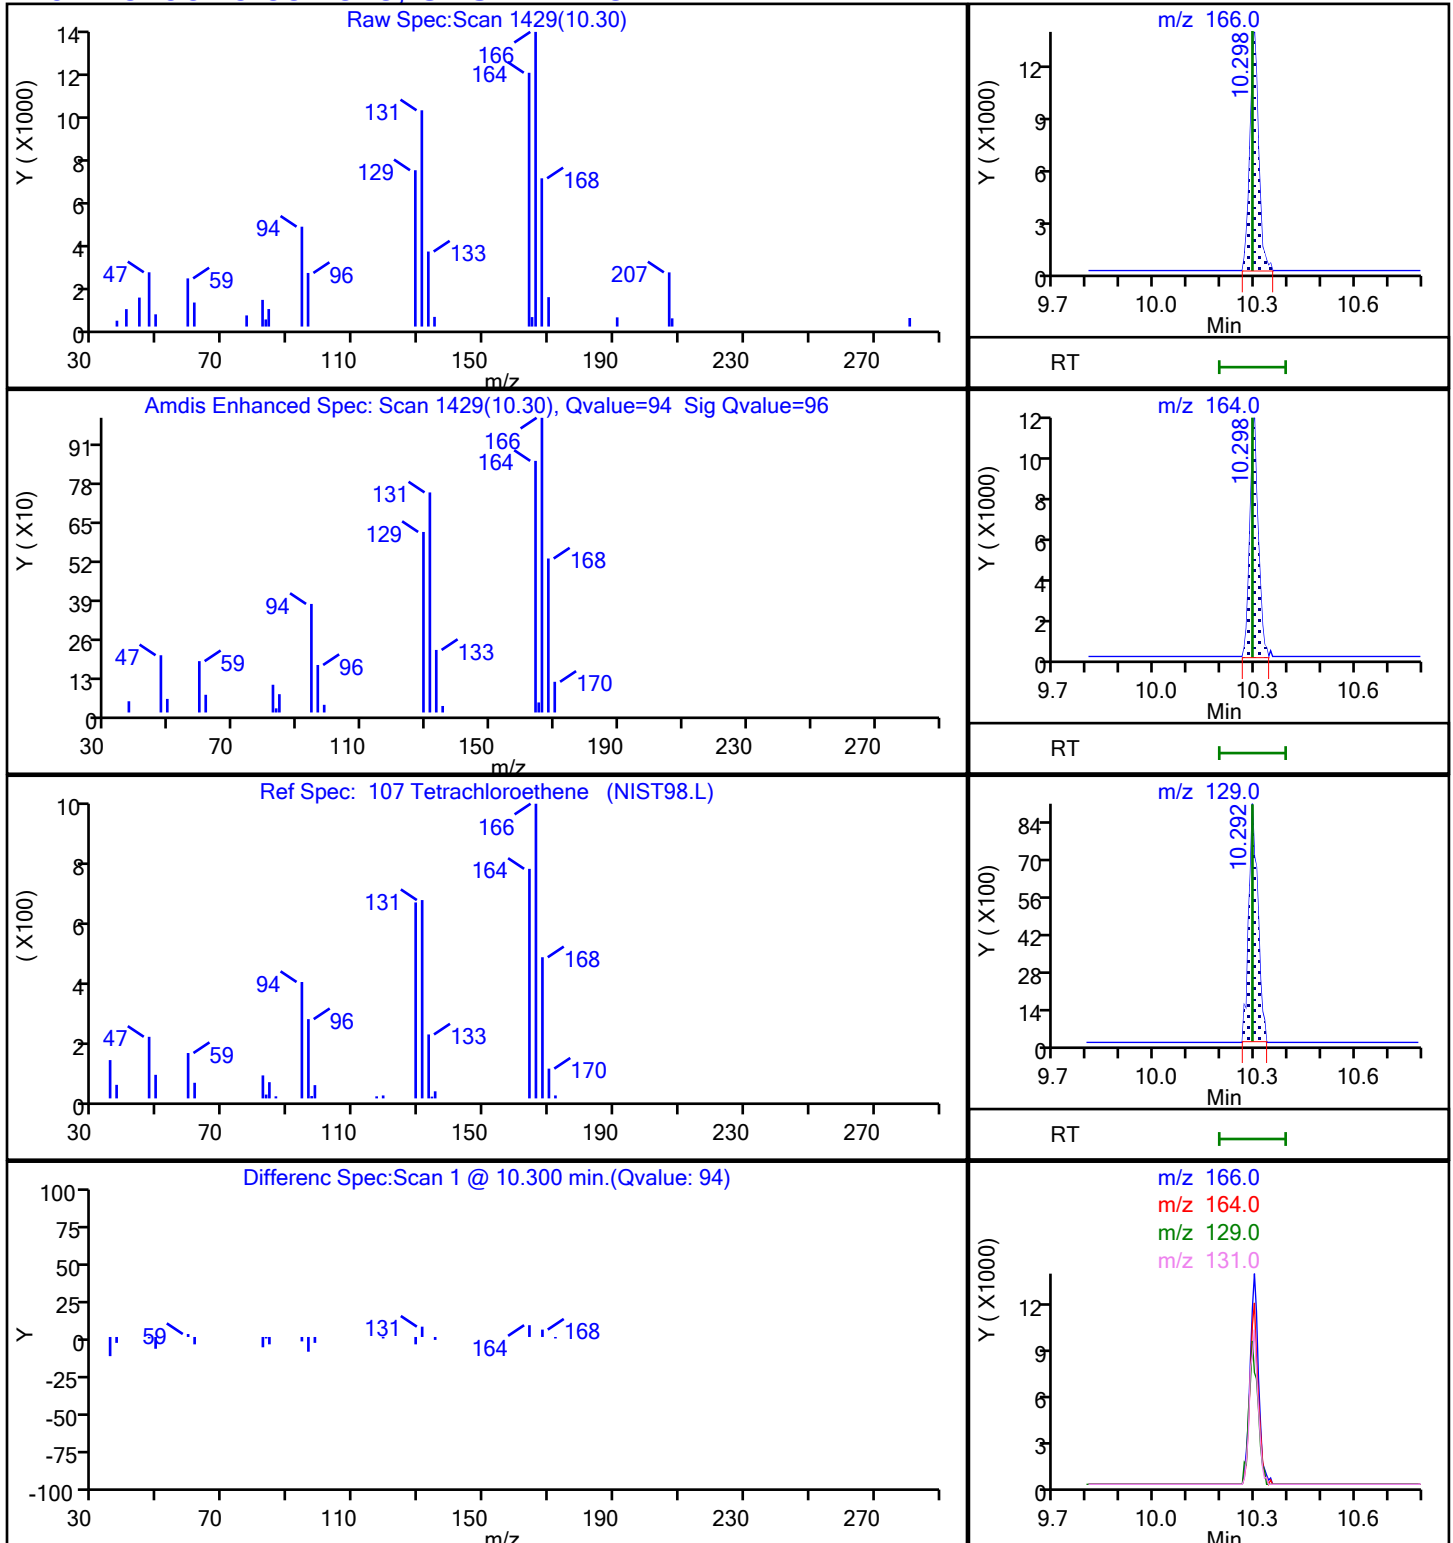 Raw Spec:Scan 1429(10.30)
Y ( X1000)
14
12
10
8
6
4
2
0
166
164
131
129
168
94
133
47
59
96
207
30 70 110 150 190 230 270
m/z
m/z 166.0
Y ( X1000)
12
9
6
3
0
10.298
9.7 10.0 10.3 10.6
Min
RT
Amdis Enhanced Spec: Scan 1429(10.30), Qvalue=94 Sig Qvalue=96
Y ( X10)
91
78
65
52
39
26
13
0
166
164
131
129
168
94
133
47
59
96
170
30 70 110 150 190 230 270
m/z
m/z 164.0
Y ( X1000)
12
10
8
6
4
2
0
10.298
9.7 10.0 10.3 10.6
Min
RT
Ref Spec: 107 Tetrachloroethene (NIST98.L)
( X100)
10
8
6
4
2
0
166
164
131
168
94
96
133
47
59
170
30 70 110 150 190 230 270
m/z 129.0
Y ( X100)
84
70
56
42
28
14
0
10.292
9.7 10.0 10.3 10.6
Min
RT
Differenc Spec:Scan 1 @ 10.300 min.(Qvalue: 94)
Y
100
75
50
25
0
-25
-50
-75
-100
59
131
164
168
30 70 110 150 190 230 270
m/z
m/z 166.0
m/z 164.0
m/z 129.0
m/z 131.0
Y ( X1000)
12
9
6
3
0
9.7 10.0 10.3 10.6
Min